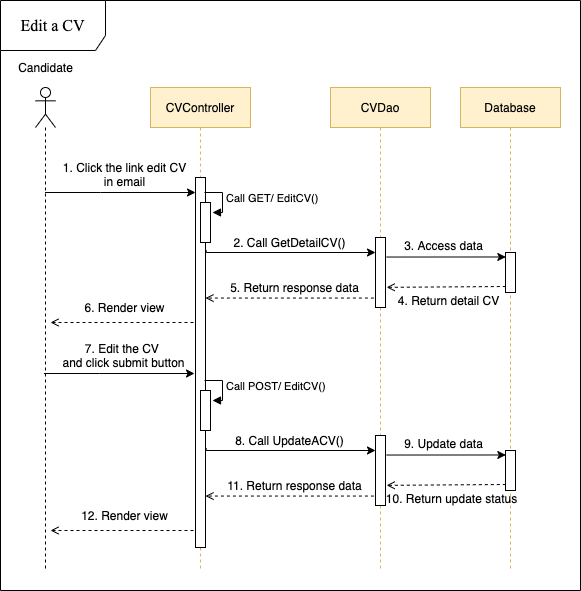 Edit a CV
Candidate
CVController
CVDao
Database
1. Click the link edit CV
in email
Call GET/ EditCV()
2. Call GetDetailCV()
3. Access data
4. Return detail CV
5. Return response data
6. Render view
7. Edit the CV
and click submit button
Call POST/ EditCV()
8. Call UpdateACV()
9. Update data
10. Return update status
11. Return response data
12. Render view